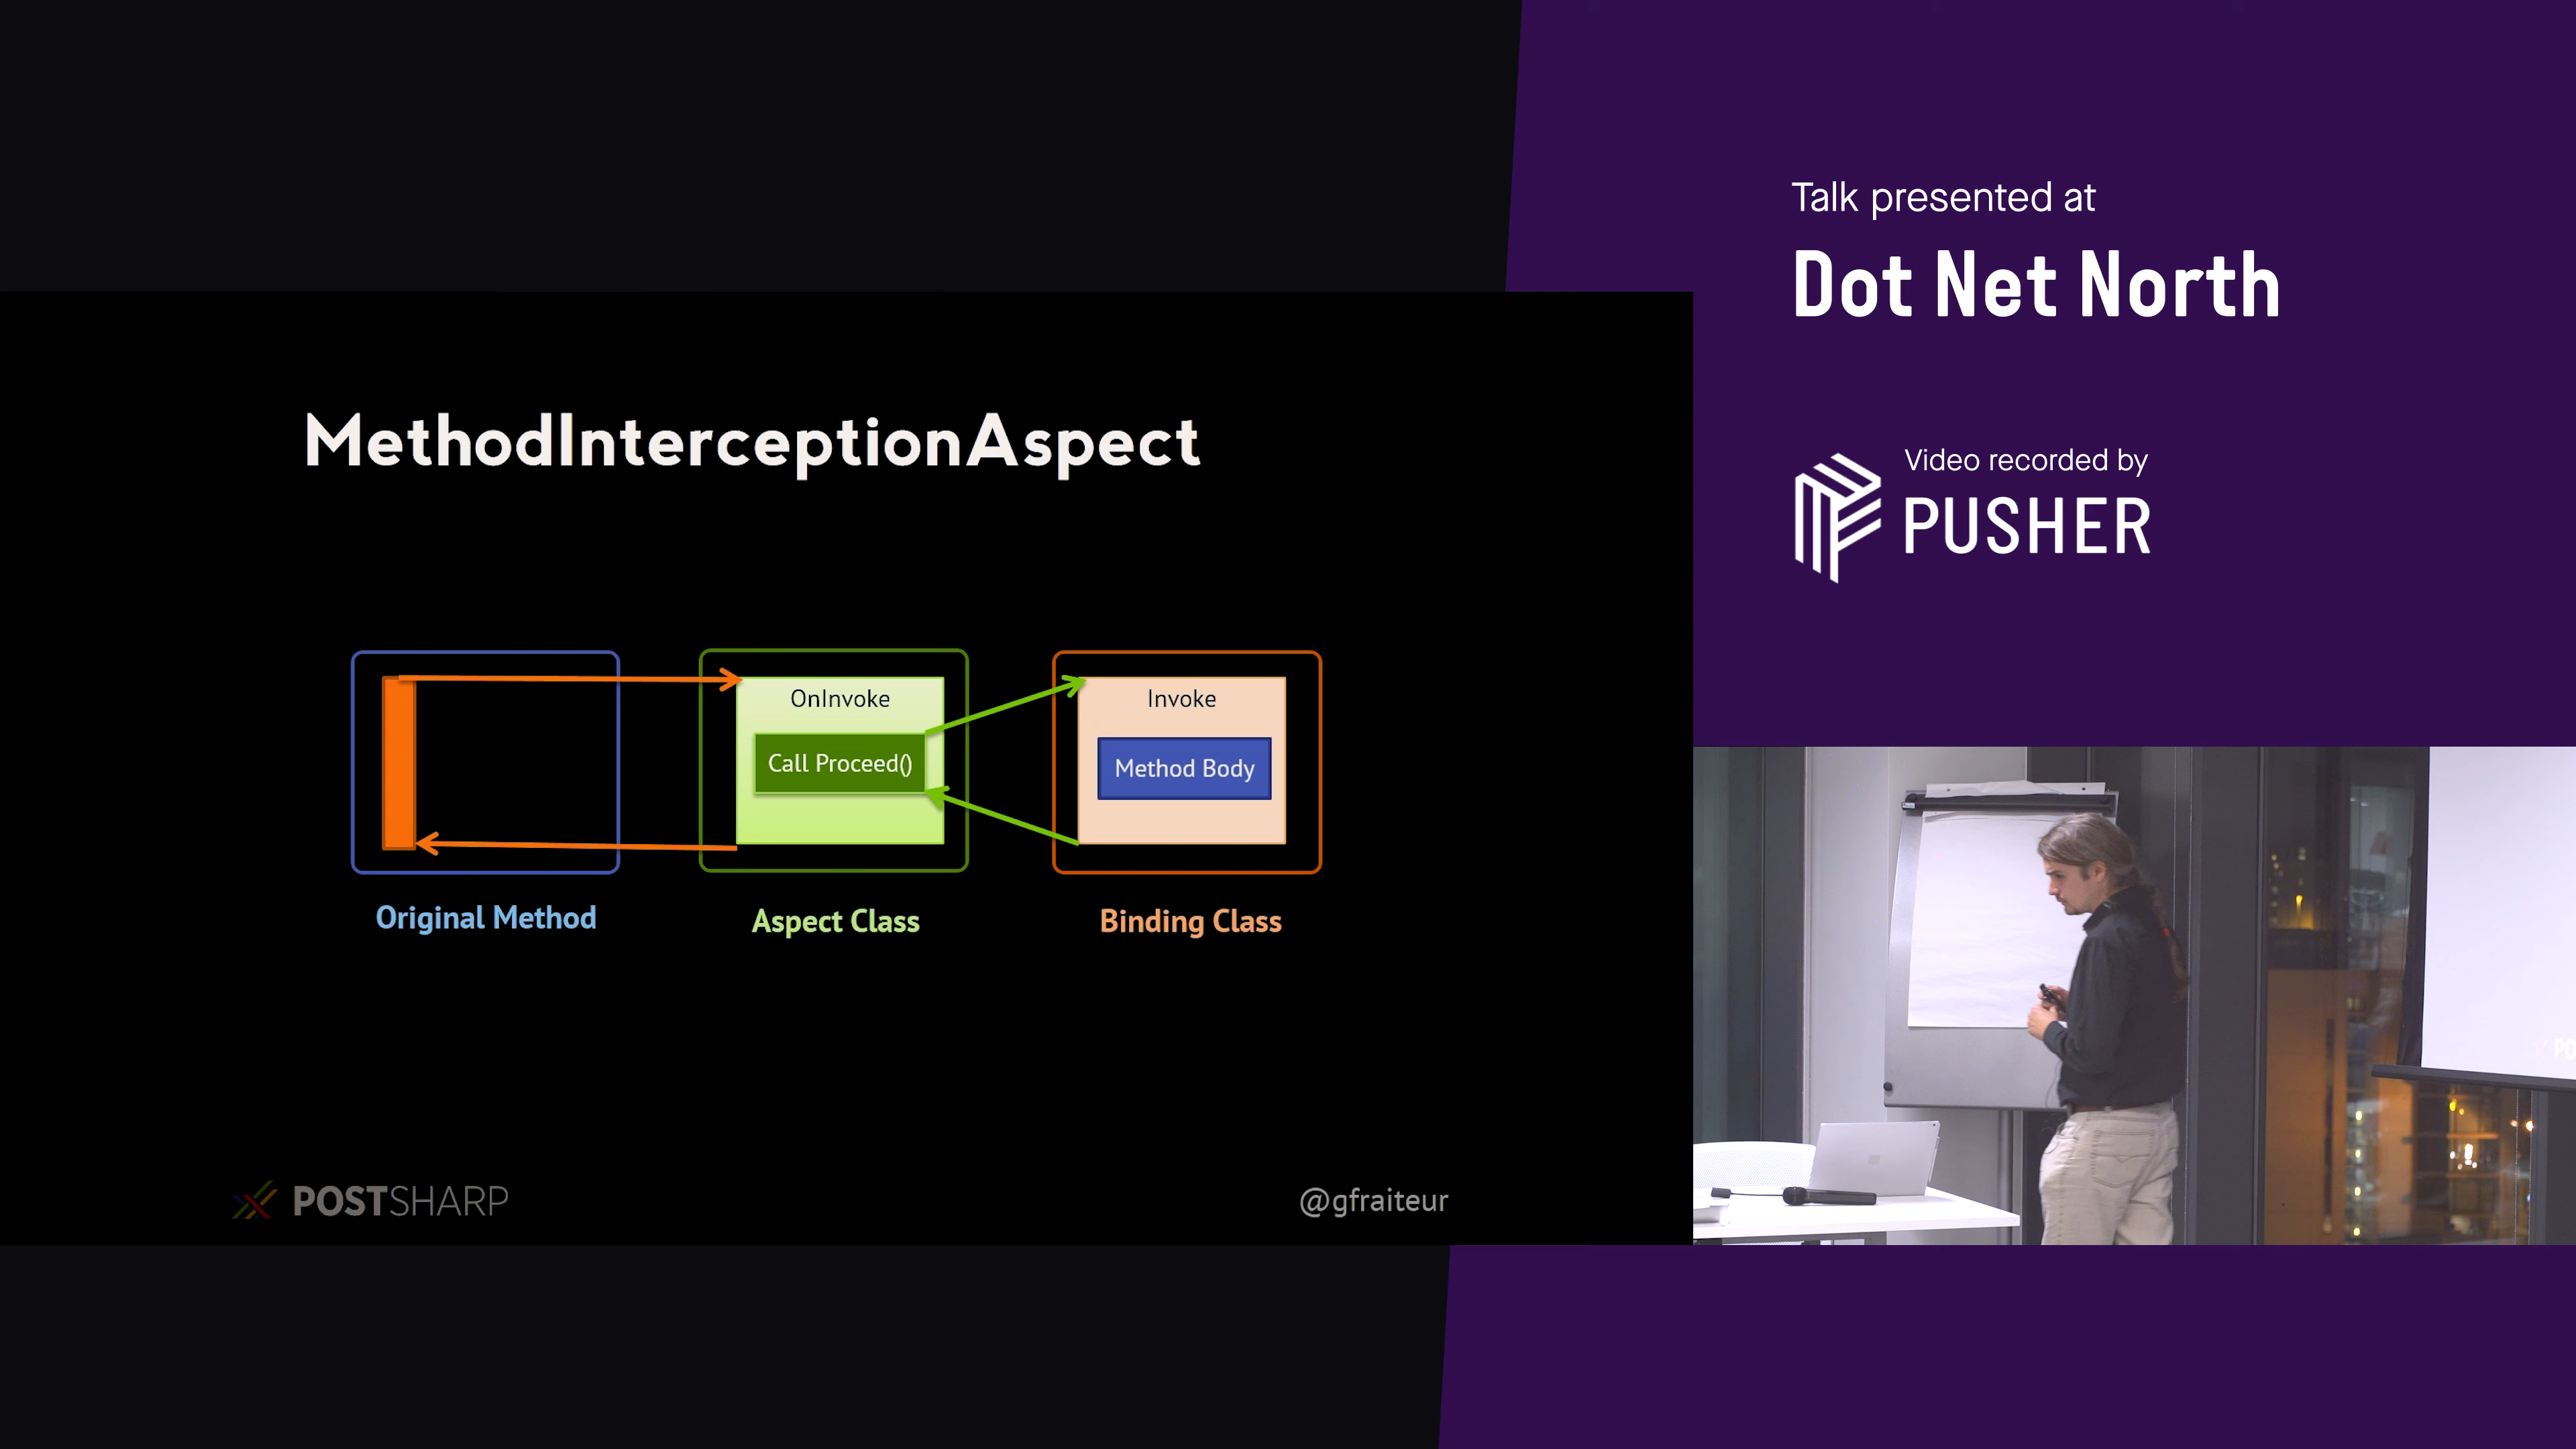 Talk presented at
Dot Net North
Video recorded by
PUSHER
MethodInterceptionAspect
OnInvoke
Call Proceed()
Invoke
Method Body
Original Method
Aspect Class
Binding Class
POSTSHARP
@gfraiteur
PO